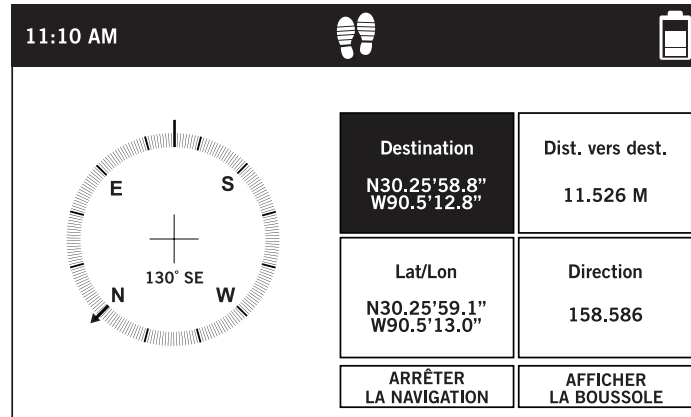 11:10 AM
E
S
130° SE
N
W
Destination
N30.25’58.8”
W90.5’12.8”
Dist. vers dest.
11.526 M
Lat/Lon
N30.25’59.1”
W90.5’13.0”
Direction
158.586
ARRÊTER
LA NAVIGATION
AFFICHER
LA BOUSSOLE